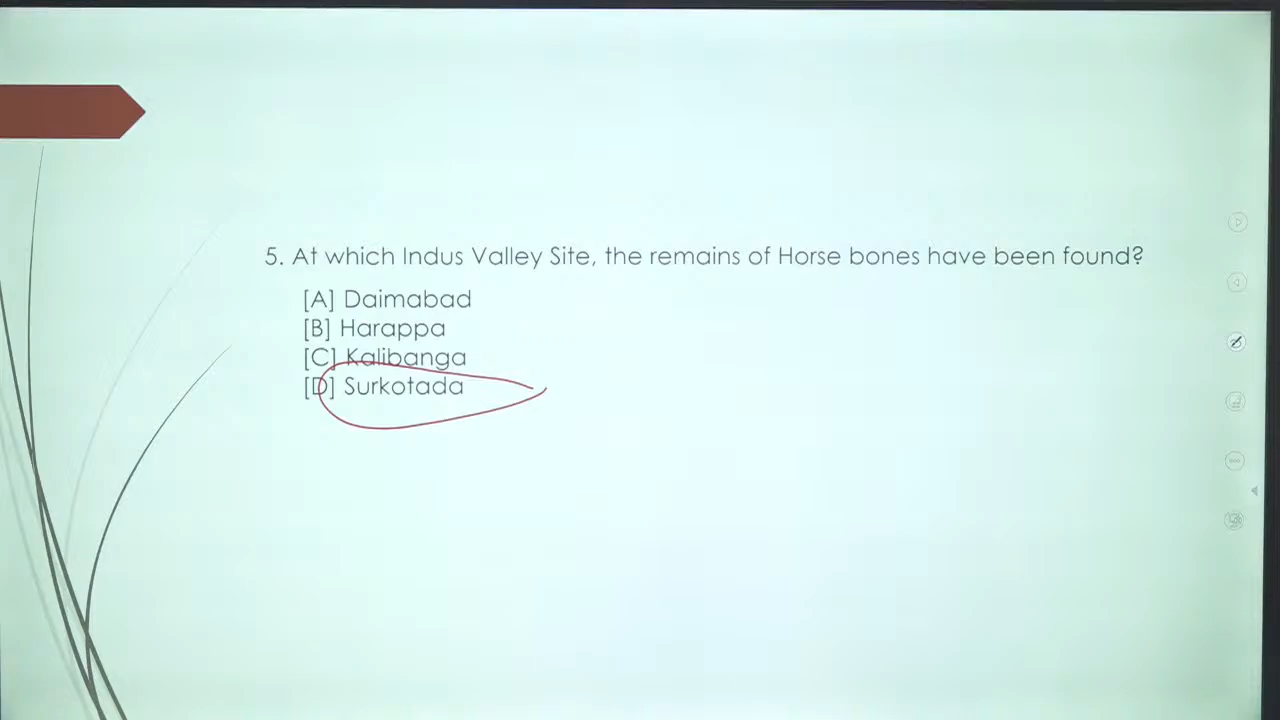 5. At which Indus Valley Site, the remains of Horse bones have been found?
[A] Daimabad
[B] Harappa
[C] Kalibanga
[D] Surkotada